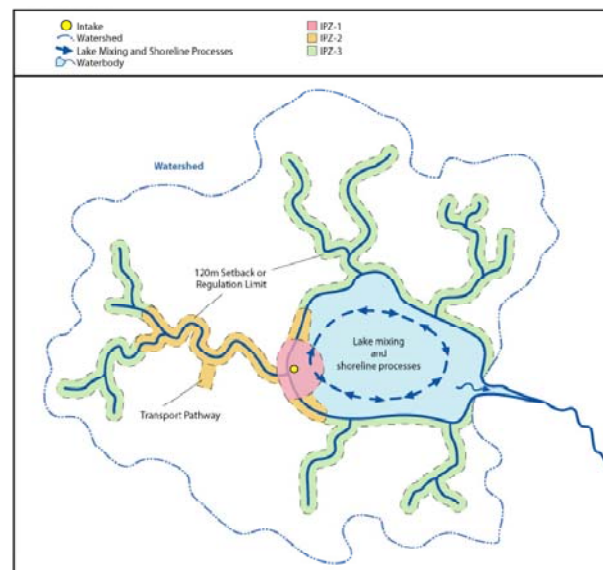 Intake
Watershed
Lake Mixing and Shoreline Processes
Waterbody
IPZ-1
IPZ-2
IPZ-3
Watershed
120m Setback or
Regulation Limit
Lake mixing
and
shoreline processes
Transport Pathway